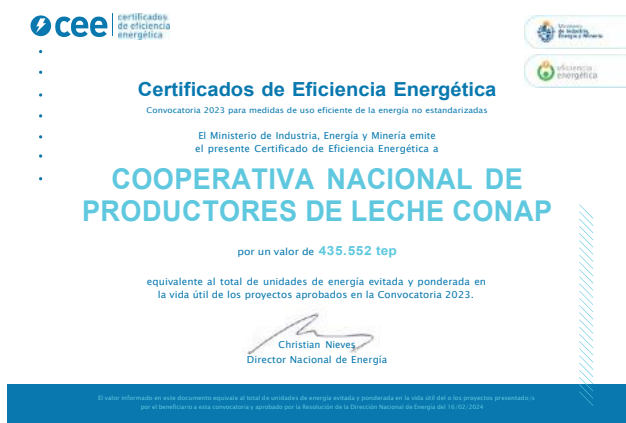 cee
certificados
de eficiencia
energética
Ministerio
de Industria,
Energía y Minería
eficiencia
energética
Certificados de Eficiencia Energética
Convocatoria 2023 para medidas de uso eficiente de la energía no estandarizadas
El Ministerio de Industria, Energía y Minería emite
el presente Certificado de Eficiencia Energética a
COOPERATIVA NACIONAL DE
PRODUCTORES DE LECHE CONAP
por un valor de 435.552 tep
equivalente al total de unidades de energía evitada y ponderada en
la vida útil de los proyectos aprobados en la Convocatoria 2023.
Christian Nieves
Director Nacional de Energía
El valor informado en este documento equivale al total de unidades de energía evitada y ponderada en la vida útil del o los proyectos presentado/s
por el beneficiario a esta convocatoria y aprobado por la Resolución de la Dirección Nacional de Energía del 16/02/2024